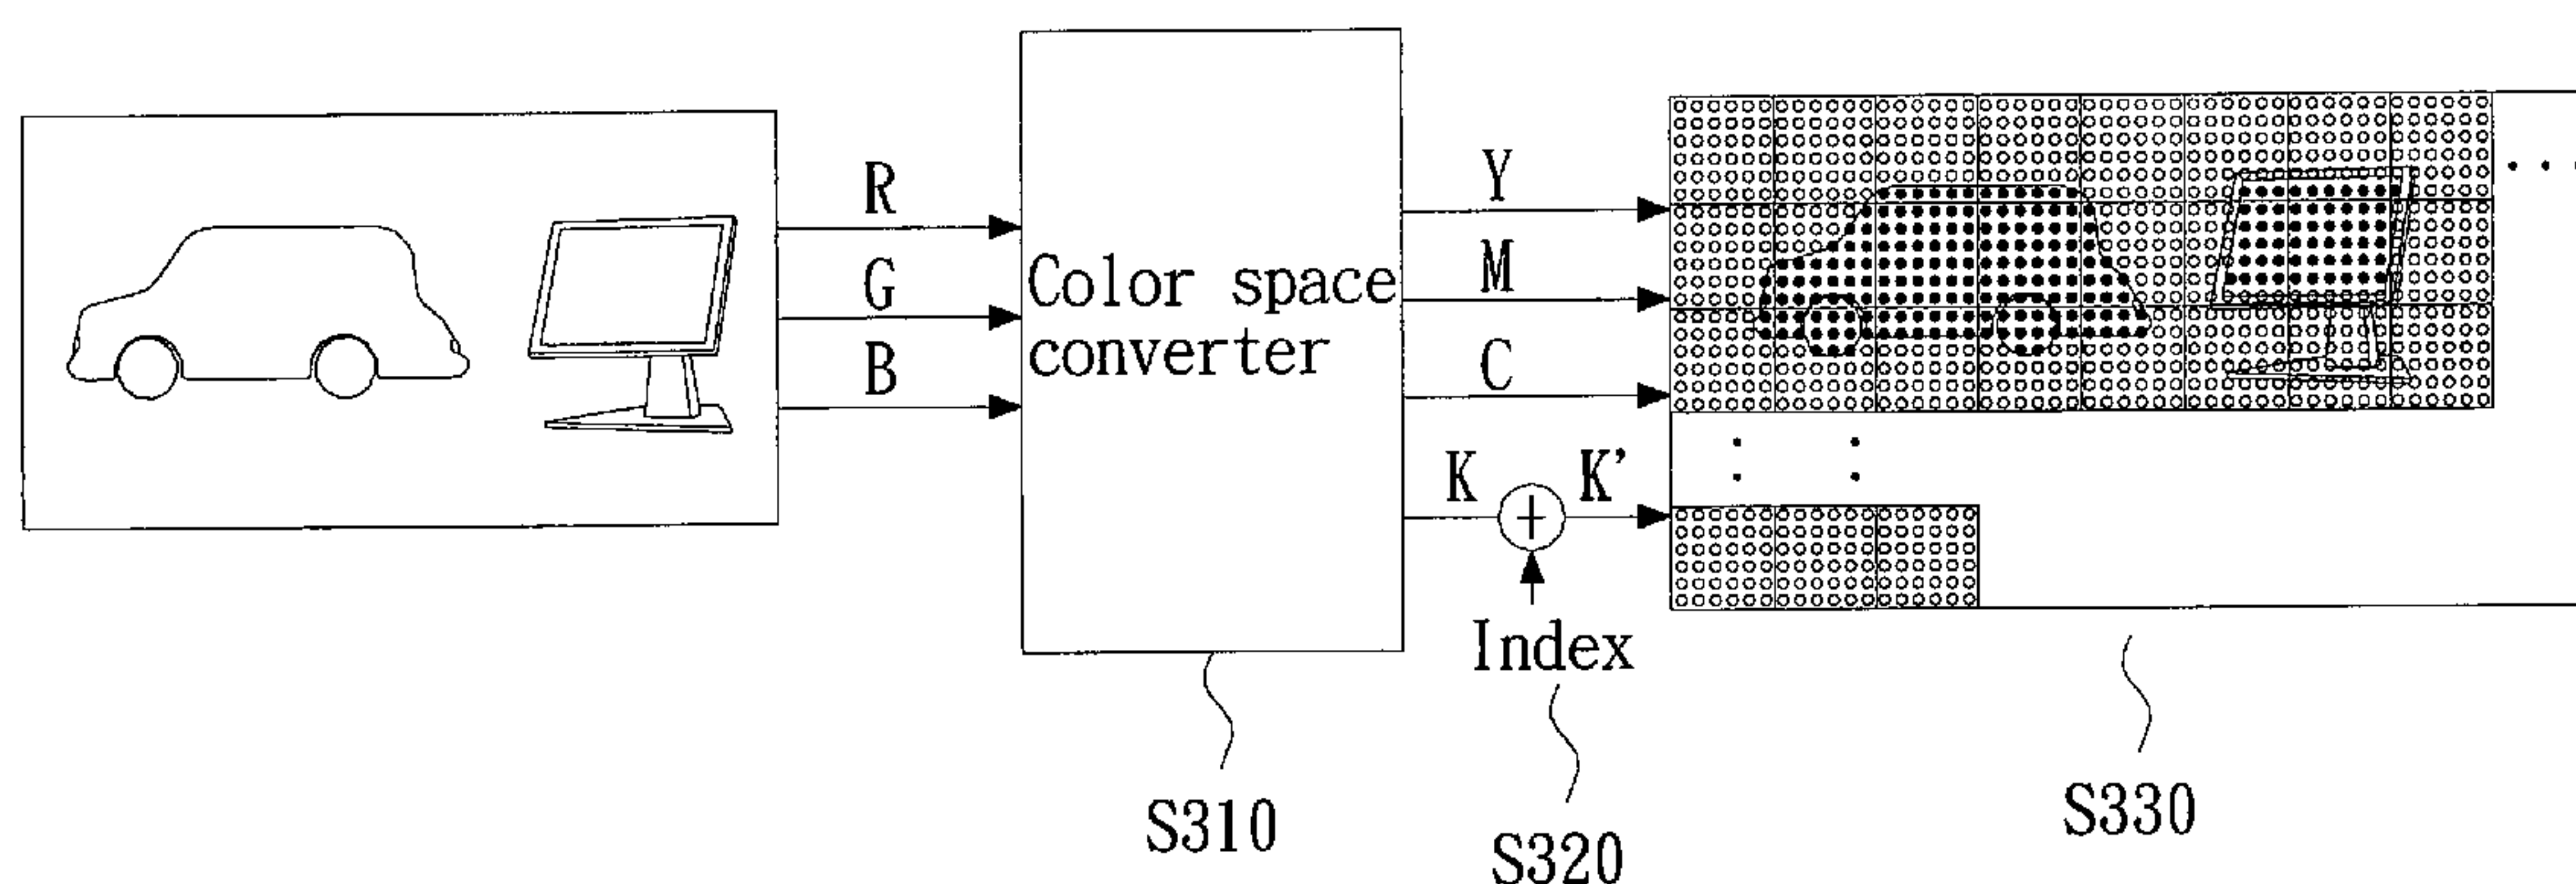 R
G
B
Color space
converter
Y
M
C
K
K'
Index
S310
S320
S330